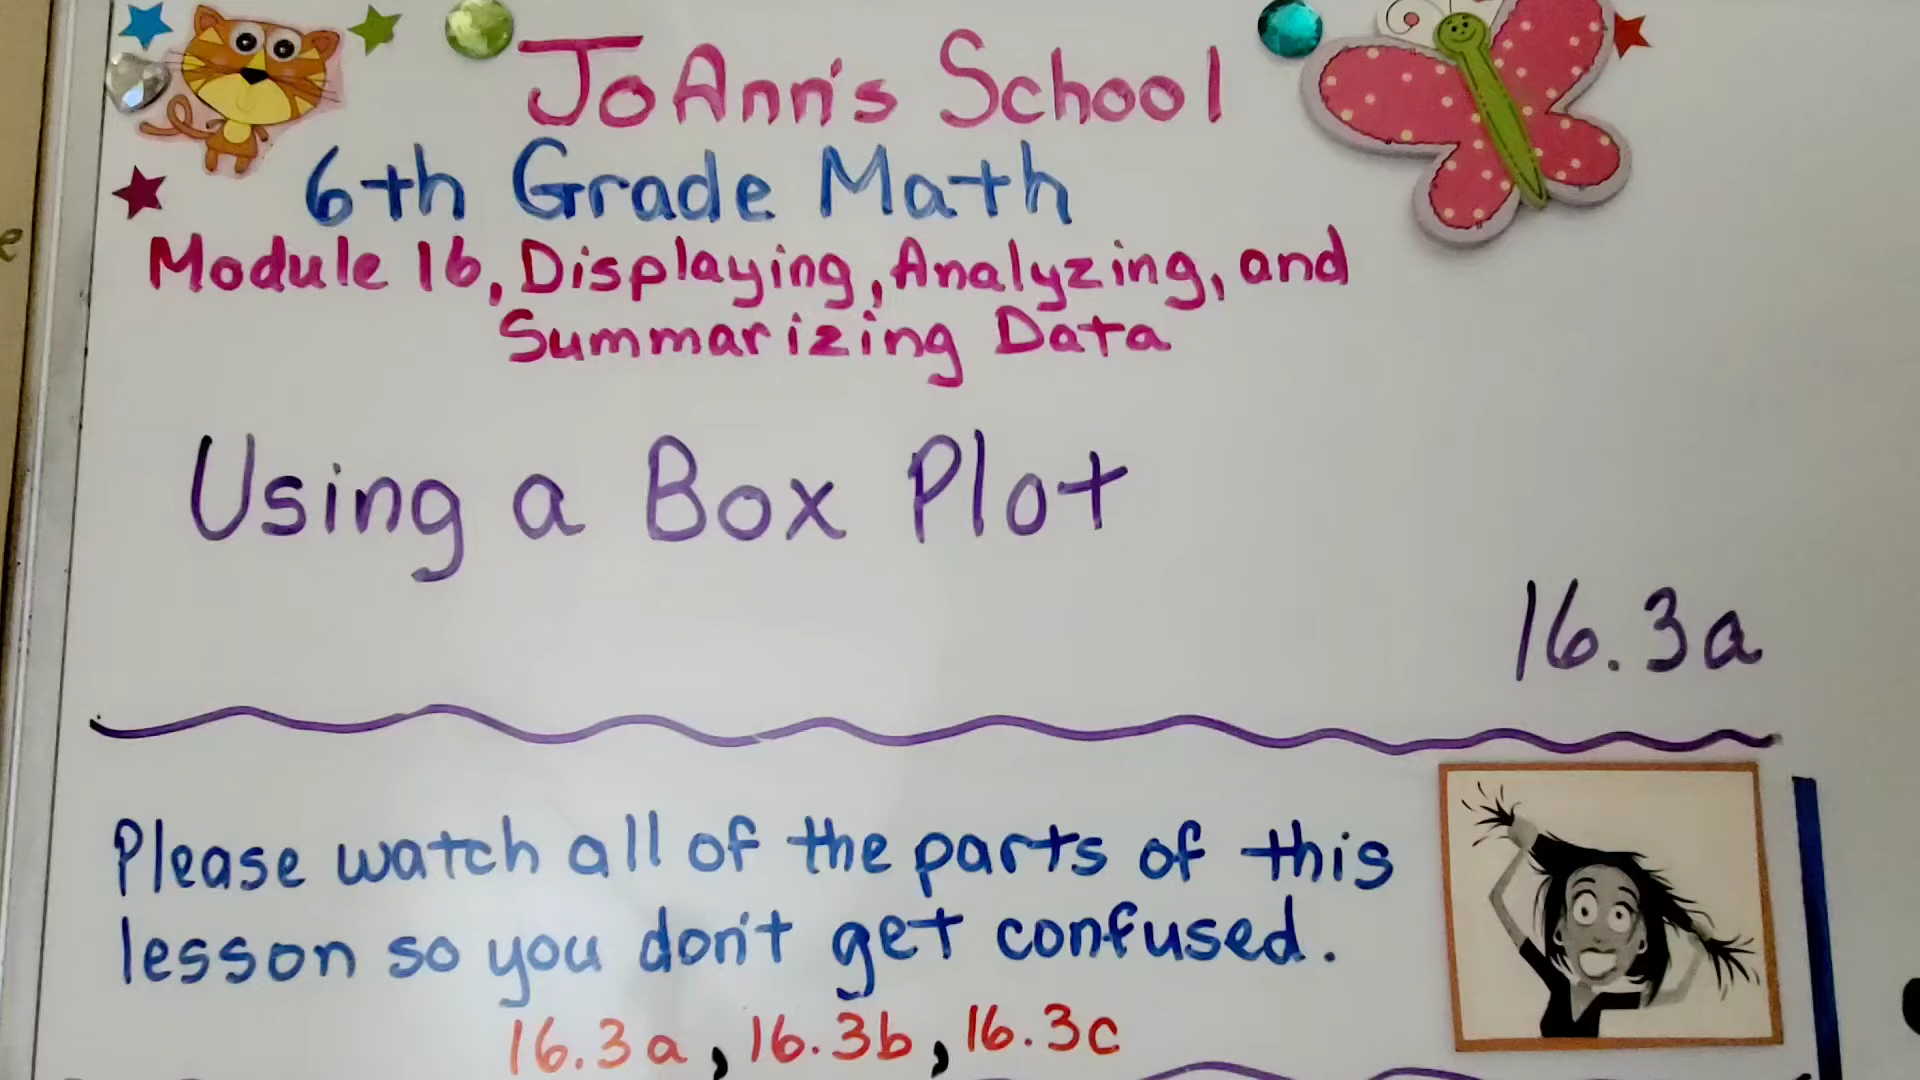 JoAnn's School
6th Grade Math
Module 16, Displaying, Analyzing, and
Summarizing Data
Using a Box Plot
16.3a
Please watch all of the parts of this
lesson so you don't get confused.
16.3a, 16.3b, 16.3c